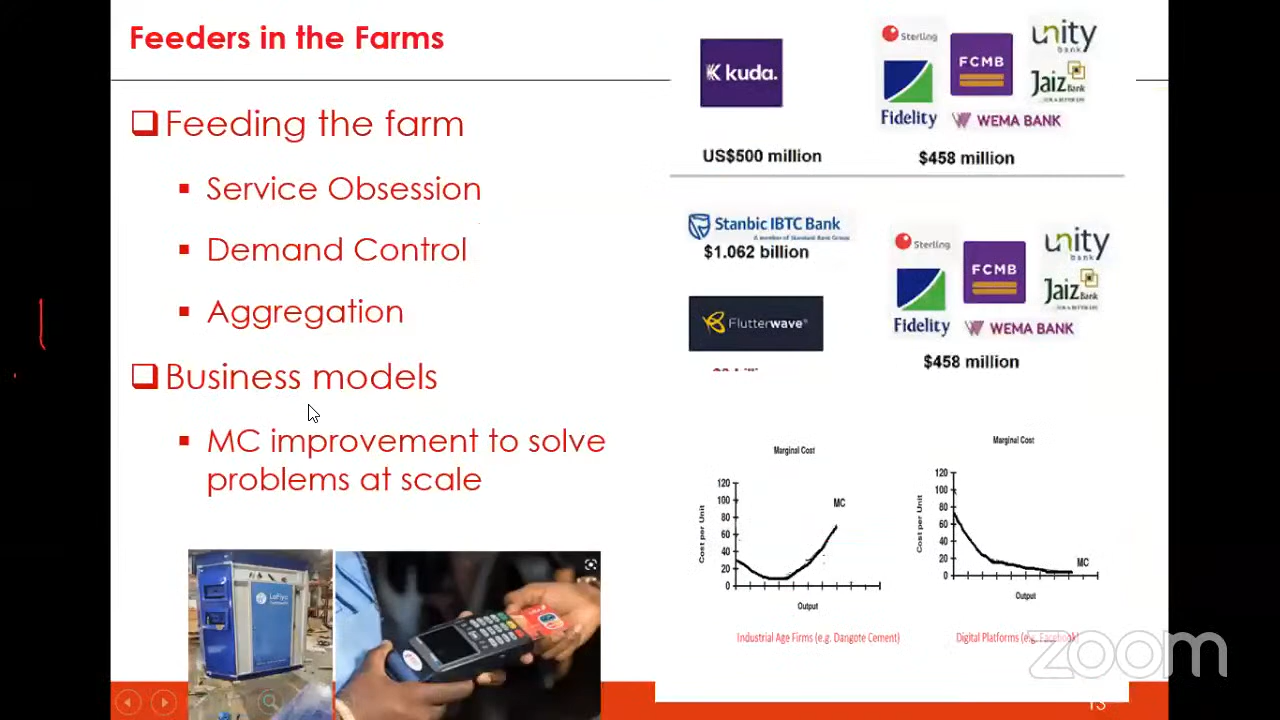 Feeders in the Farms
Feeding the farm
Service Obsession
Demand Control
Aggregation
Business models
MC improvement to solve
problems at scale
kuda.
US$500 million
Sterling
FCMB
unity
bank
Jaiz Bank
Fidelity
WEMA BANK
$458 million
Stanbic IBTC Bank
A member of Standard Bank Group
$1.062 billion
Flutterwave
Sterling
FCMB
unity
bank
Jaiz Bank
Fidelity
WEMA BANK
$458 million
Marginal Cost
Cost per Unit
120
100
80
60
40
20
0
MC
Output
Industrial Age Firms (e.g. Dangote Cement)
Marginal Cost
Cost per Unit
120
100
80
60
40
20
0
MC
Output
Digital Platforms (e.g. Facebook)
zoom
13